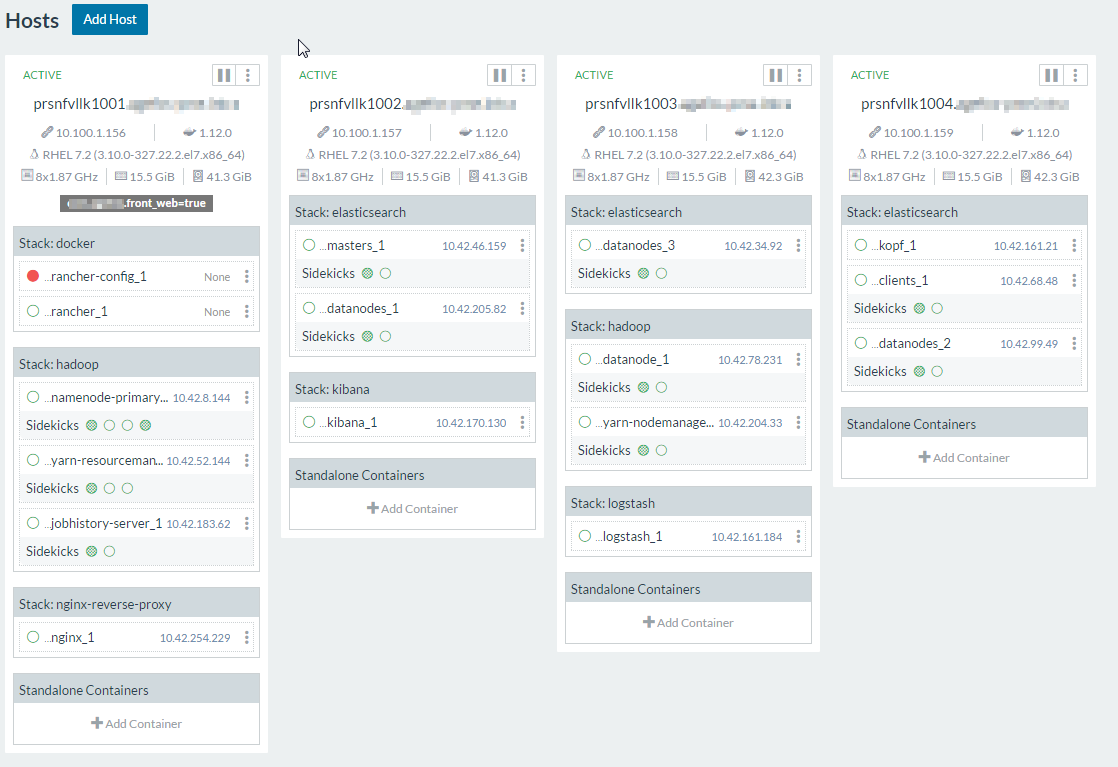 Hosts
Add Host
ACTIVE
prsnfvllk1001.
10.100.1.156
1.12.0
RHEL 7.2 (3.10.0-327.22.2.el7.x86_64)
8x1.87 GHz
15.5 GiB
41.3 GiB
.front_web=true
Stack: docker
...rancher-config_1
None
...rancher_1
None
Stack: hadoop
...namenode-primary...
10.42.8.144
Sidekicks
...yarn-resourceman...
10.42.52.144
Sidekicks
...jobhistory-server_1
10.42.183.62
Sidekicks
Stack: nginx-reverse-proxy
...nginx_1
10.42.254.229
Standalone Containers
Add Container
ACTIVE
prsnfvllk1002.
10.100.1.157
1.12.0
RHEL 7.2 (3.10.0-327.22.2.el7.x86_64)
8x1.87 GHz
15.5 GiB
41.3 GiB
Stack: elasticsearch
...masters_1
10.42.46.159
Sidekicks
...datanodes_1
10.42.205.82
Sidekicks
Stack: kibana
...kibana_1
10.42.170.130
Standalone Containers
Add Container
ACTIVE
prsnfvllk1003.
10.100.1.158
1.12.0
RHEL 7.2 (3.10.0-327.22.2.el7.x86_64)
8x1.87 GHz
15.5 GiB
42.3 GiB
Stack: elasticsearch
...datanodes_3
10.42.34.92
Sidekicks
Stack: hadoop
...datanode_1
10.42.78.231
Sidekicks
...yarn-nodemanage...
10.42.204.33
Sidekicks
Stack: logstash
...logstash_1
10.42.161.184
Standalone Containers
Add Container
ACTIVE
prsnfvllk1004.
10.100.1.159
1.12.0
RHEL 7.2 (3.10.0-327.22.2.el7.x86_64)
8x1.87 GHz
15.5 GiB
42.3 GiB
Stack: elasticsearch
...kopf_1
10.42.161.21
...clients_1
10.42.68.48
Sidekicks
...datanodes_2
10.42.99.49
Sidekicks
Standalone Containers
Add Container